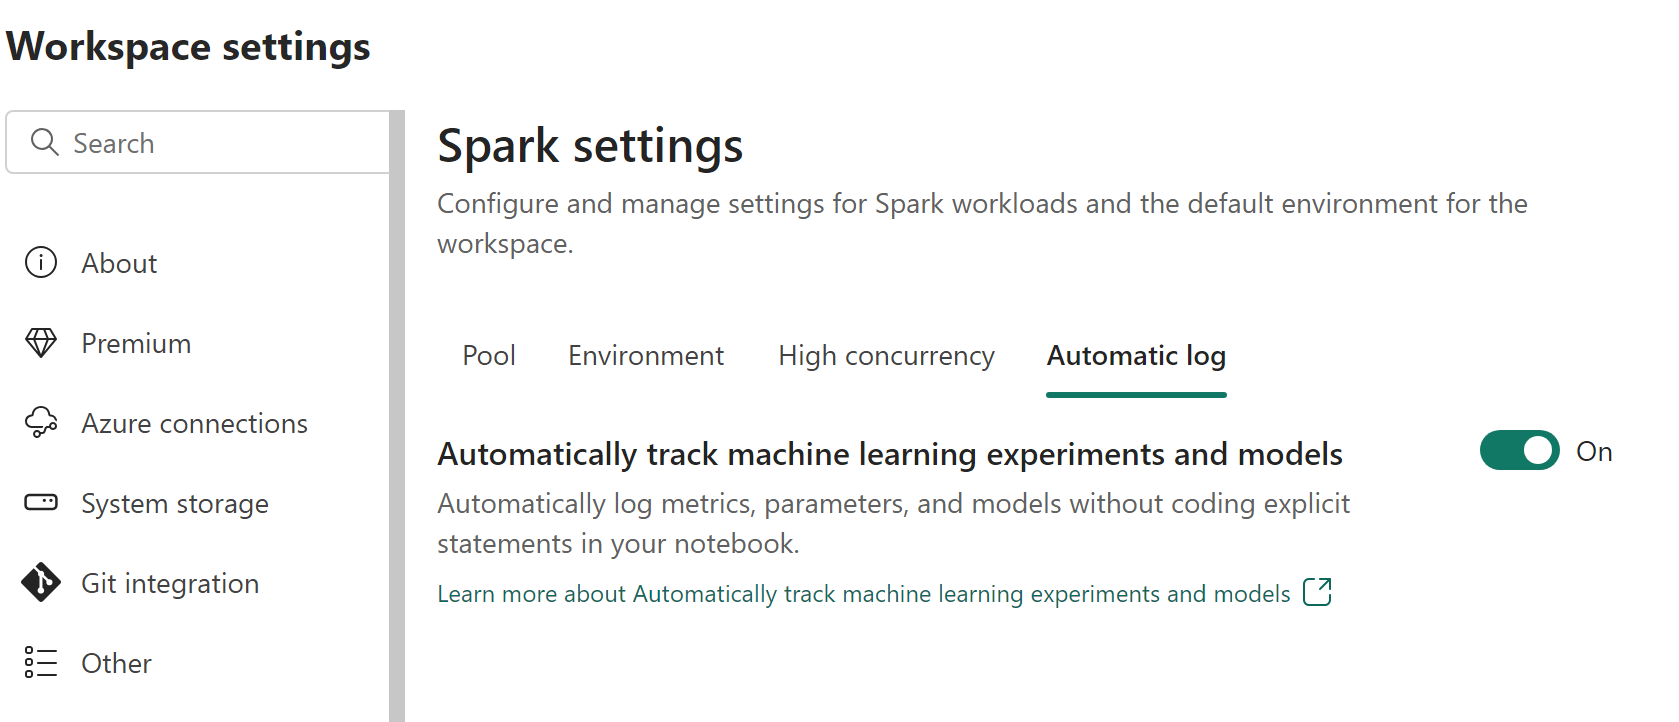 Workspace settings
Search
About
Premium
Azure connections
System storage
Git integration
Other
Spark settings
Configure and manage settings for Spark workloads and the default environment for the
workspace.
Pool Environment High concurrency Automatic log
Automatically track machine learning experiments and models
On
Automatically log metrics, parameters, and models without coding explicit
statements in your notebook.
Learn more about Automatically track machine learning experiments and models